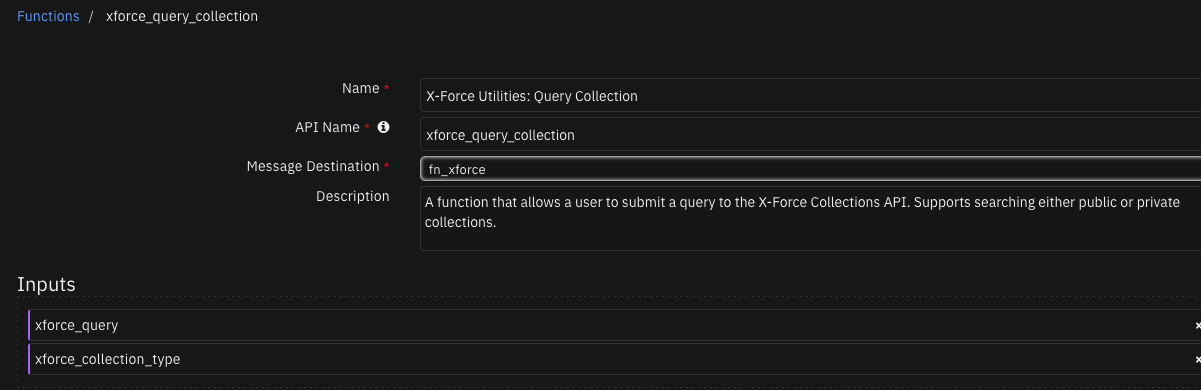 Functions / xforce_query_collection
Name *
X-Force Utilities: Query Collection
API Name *
xforce_query_collection
Message Destination *
fn_xforce
Description
A function that allows a user to submit a query to the X-Force Collections API. Supports searching either public or private
collections.
Inputs
xforce_query
xforce_collection_type